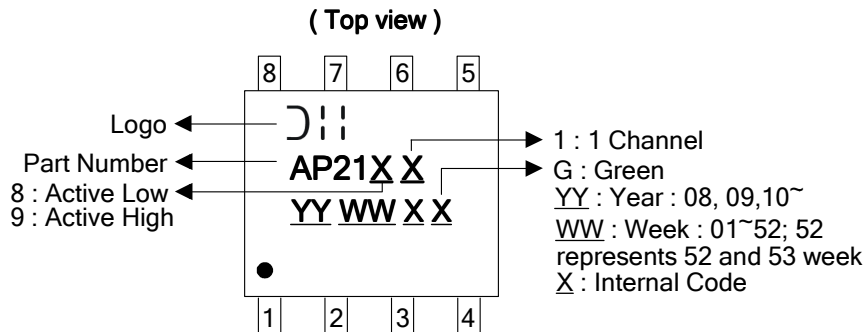 ( Top view )
8 7 6 5
Logo
Part Number
8 : Active Low
9 : Active High
AP21X X
YY WW X X
1 : 1 Channel
G : Green
YY : Year : 08, 09,10~
WW : Week : 01~52; 52
represents 52 and 53 week
X : Internal Code
1 2 3 4